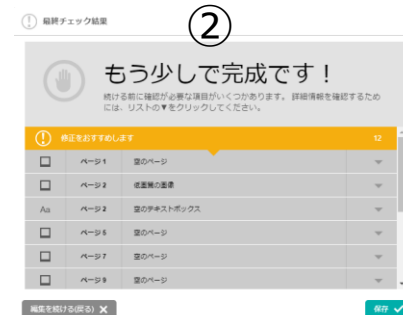 最終チェック結果
②
もう少しで完成です！
続ける前に確認が必要な項目がいくつかあります。 詳細情報を確認するため
には、リストの▼をクリックしてください。
修正をおすすめします 12
ページ 1 空のページ
ページ 2 低画質の画像
Aa ページ 2 空のテキストボックス
ページ 6 空のページ
ページ 7 空のページ
ページ 9 空のページ
編集を続ける(戻る) X
保存 ✓